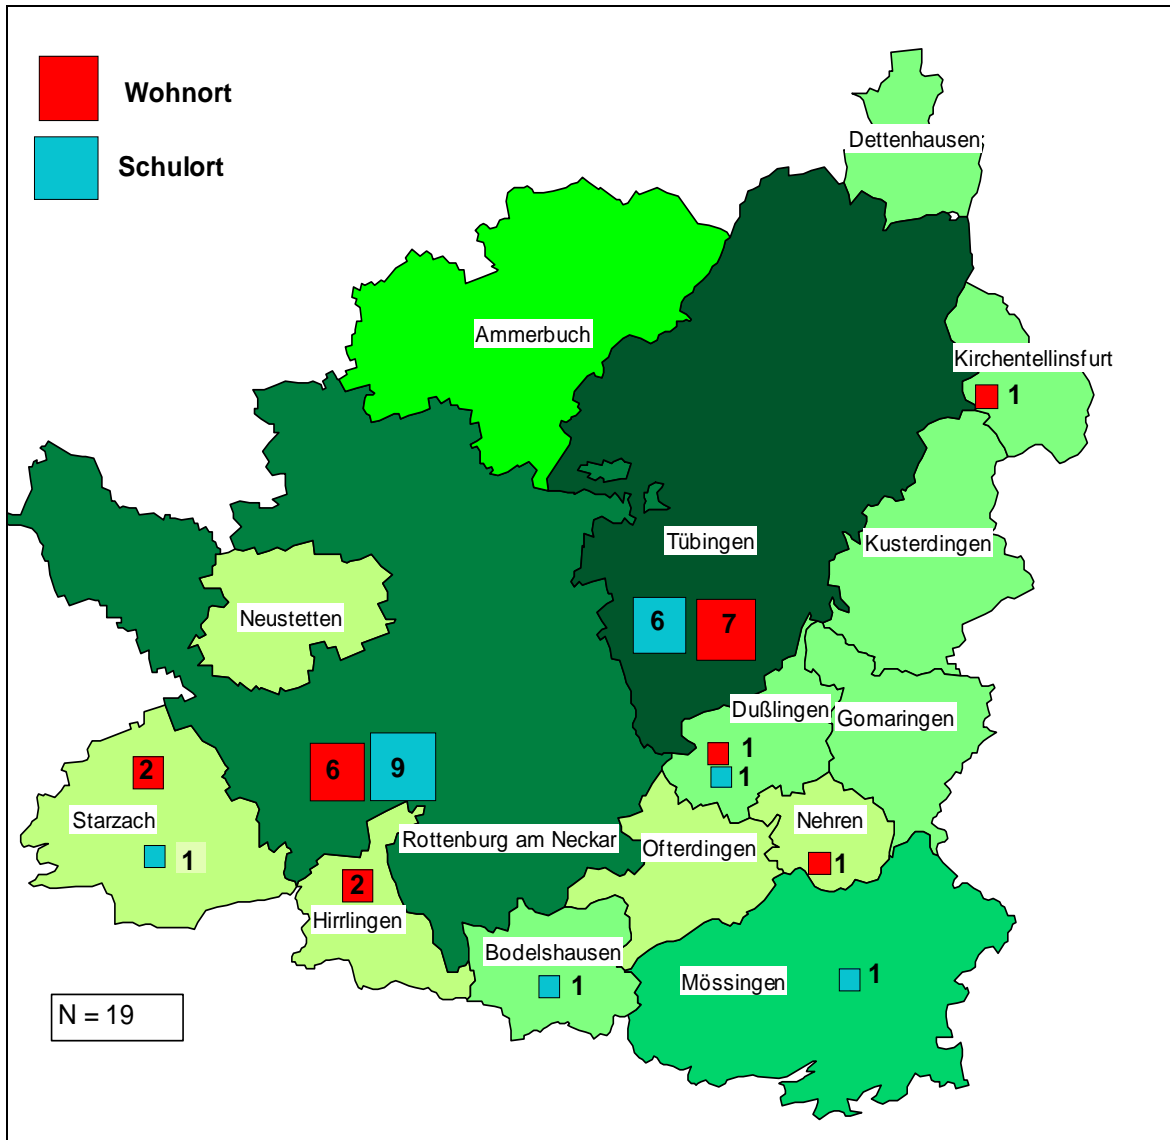 Wohnort
Schulort
Dettenhausen
Ammerbuch
Kirchentellinsfurt
1
Tübingen
Kusterdingen
Neustetten
6
7
Dußlingen
Gomaringen
1
1
2
6
9
Starzach
1
Rottenburg am Neckar
Ofterdingen
Nehren
1
2
Hirrlingen
Bodelshausen
1
Mössingen
1
N = 19